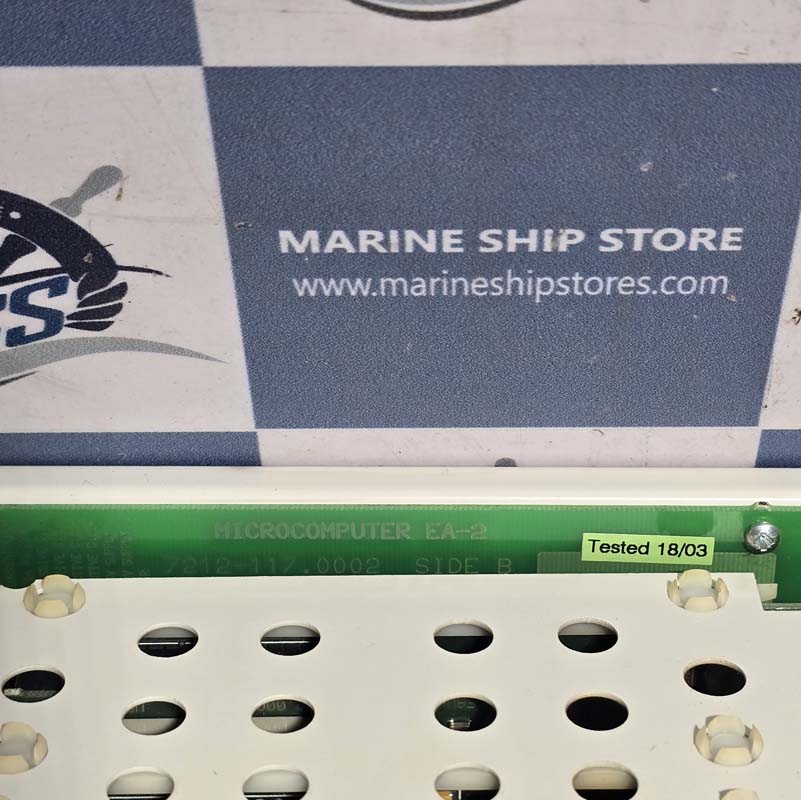 MARINE SHIP STORE
www.marineshipstores.com
MICROCOMPUTER EA-2
Tested 18/03
7212 117.0002 SIDE B